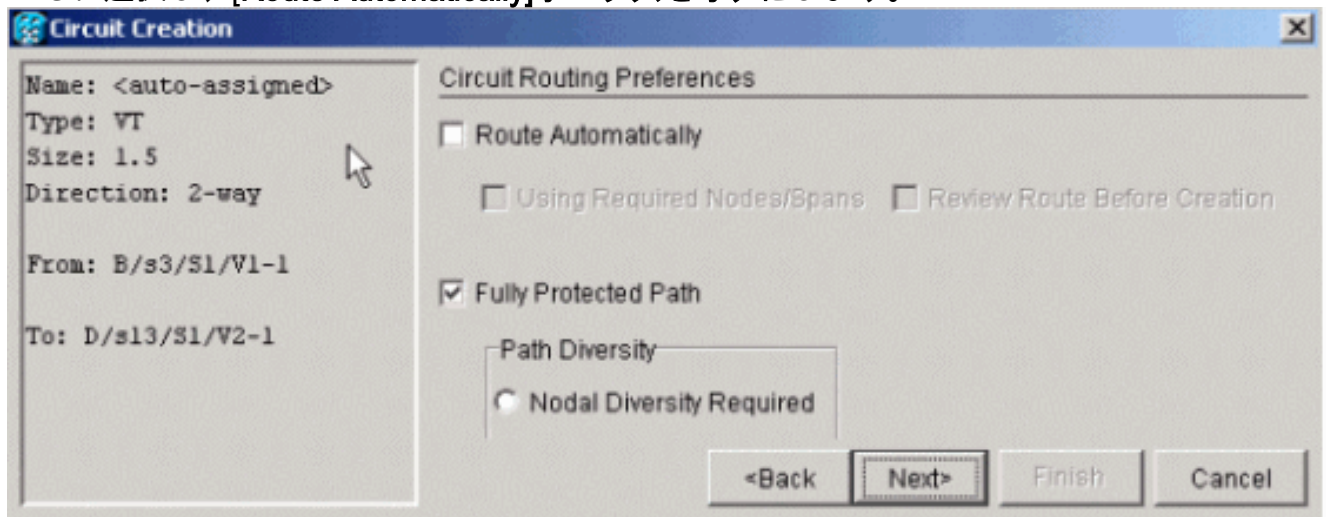 [Route Automatically]
Circuit Creation
Name: <auto-assigned>
Type: VT
Size: 1.5
Direction: 2-way
From: B/s3/S1/V1-1
To: D/s13/S1/V2-1
Circuit Routing Preferences
Route Automatically
Using Required Nodes/Spans Review Route Before Creation
Fully Protected Path
Path Diversity
Nodal Diversity Required
<Back Next> Finish Cancel